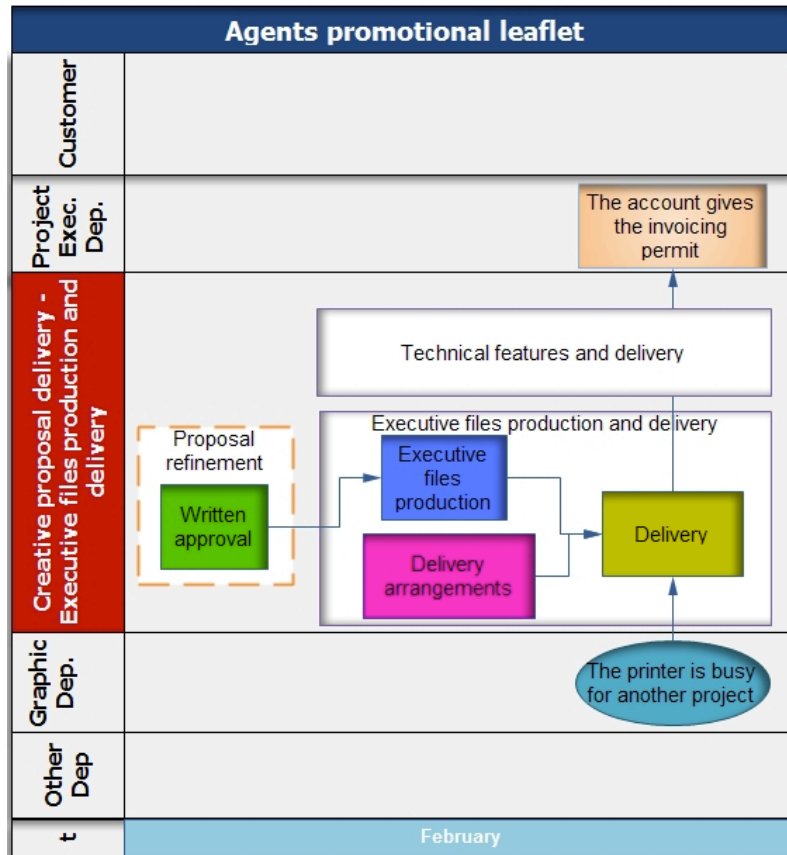 Agents promotional leaflet
Customer
Project
Exec.
Dep.
The account gives
the invoicing
permit
Creative proposal delivery -
Executive files production and
delivery
Technical features and delivery
Executive files production and delivery
Proposal
refinement
Written
approval
Executive
files
production
Delivery
arrangements
Delivery
Graphic
Dep.
The printer is busy
for another project
Other
Dep
t
February